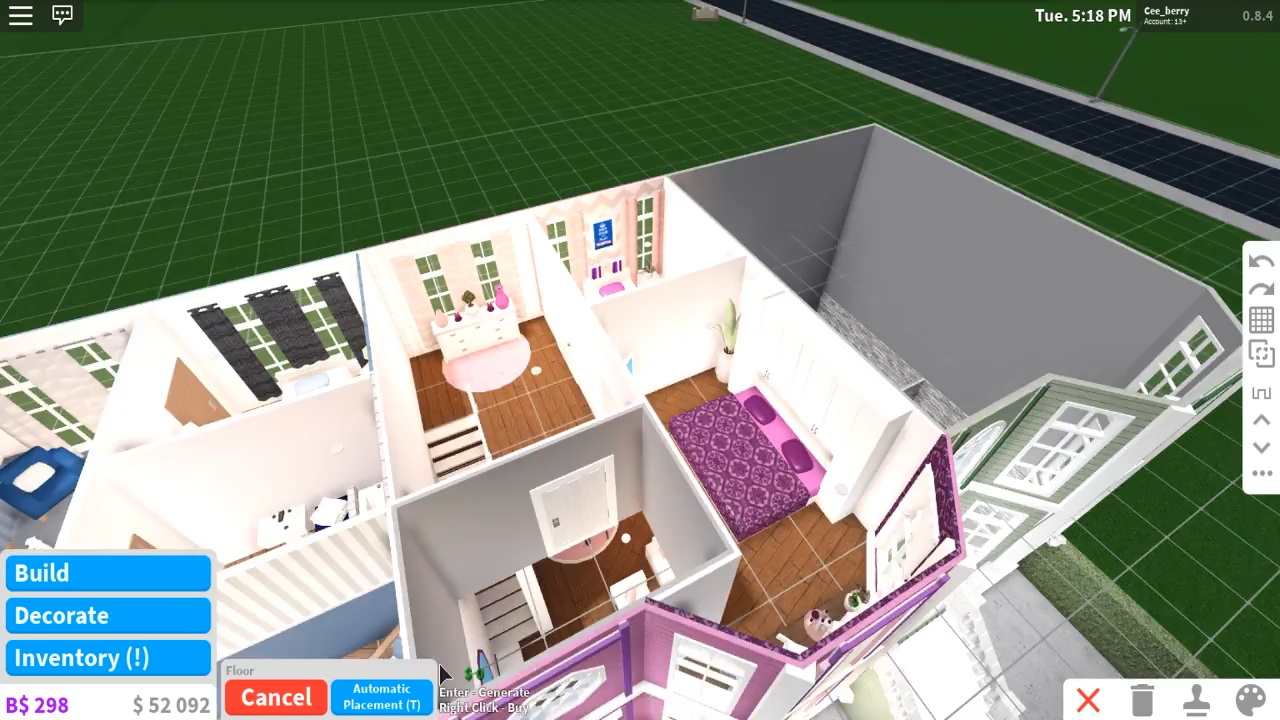 Tue. 5:18 PM
Cee_berry
Account: 13+
0.8.4
Build
Decorate
Inventory (!)
B$ 298
$ 52 092
Floor
Cancel
Automatic
Placement (T)
Enter - Generate
Right Click - Buy